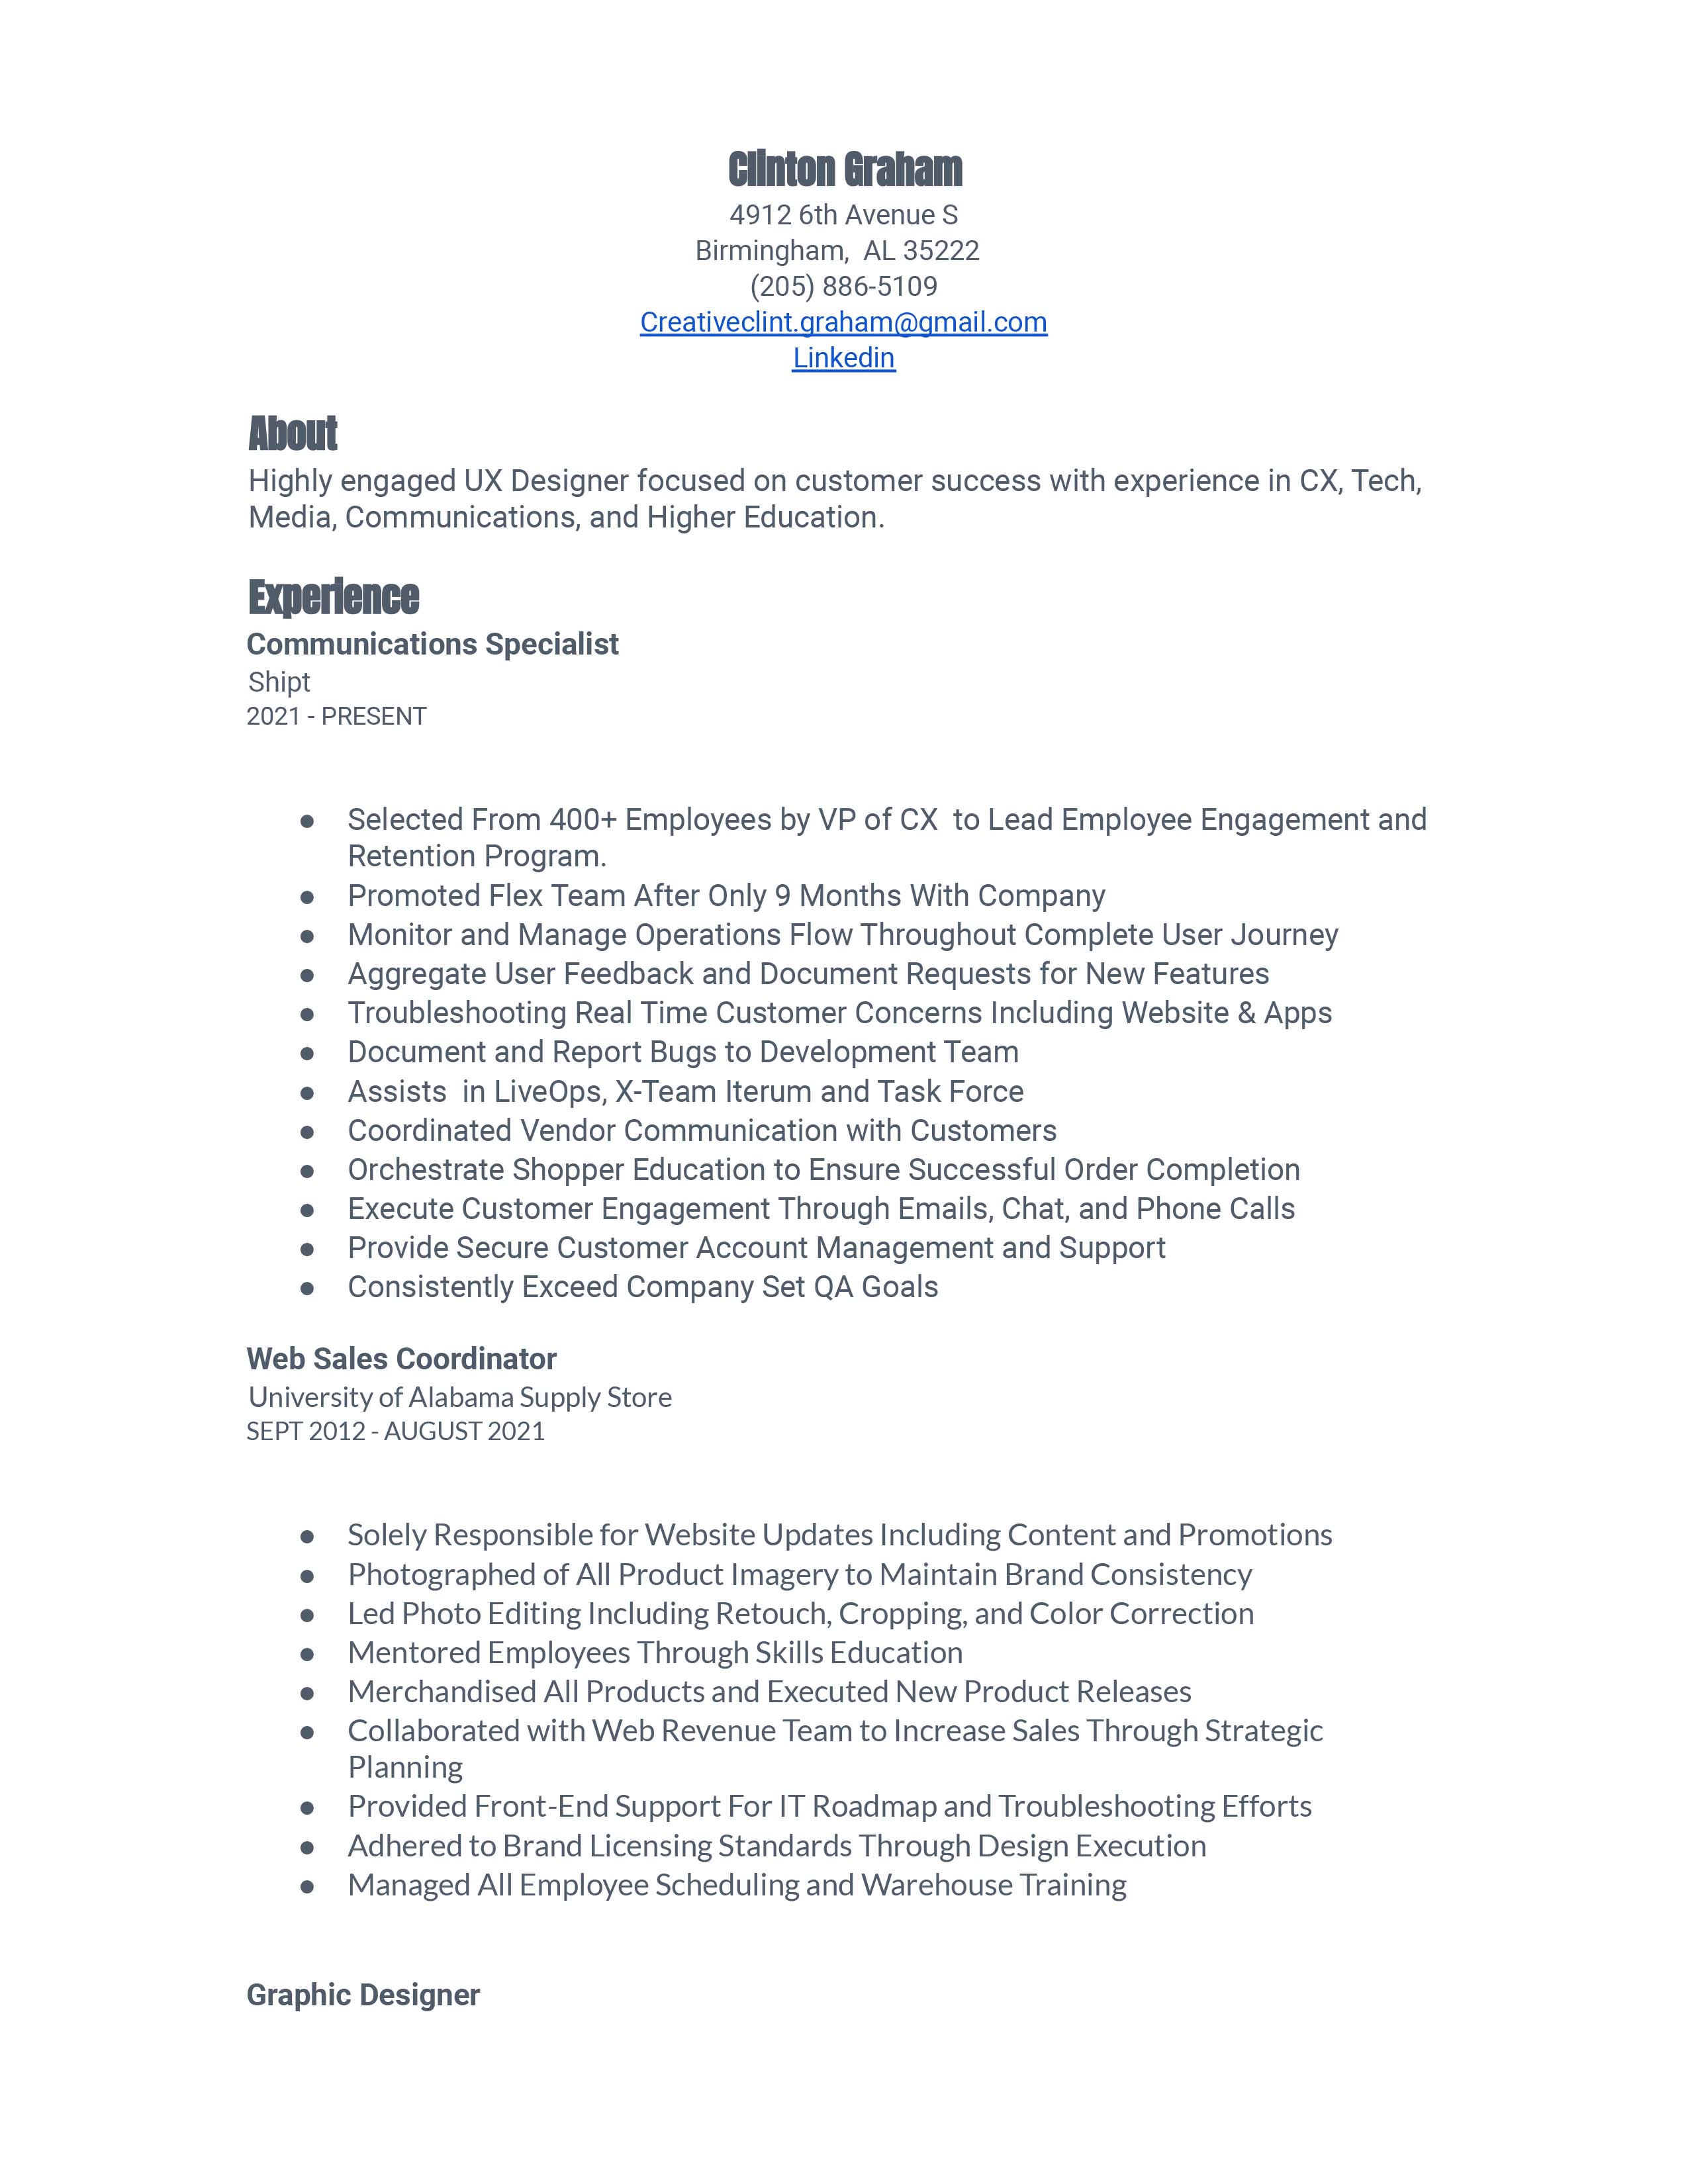 Clinton Graham
4912 6th Avenue S
Birmingham,  AL 35222
(205) 886-5109
Creativeclint.graham@gmail.com
Linkedin
About
Highly engaged UX Designer focused on customer success with experience in CX, Tech,
Media, Communications, and Higher Education.
Experience
Communications Specialist
Shipt
2021 - PRESENT
● Selected From 400+ Employees by VP of CX  to Lead Employee Engagement and
Retention Program.
● Promoted Flex Team After Only 9 Months With Company
● Monitor and Manage Operations Flow Throughout Complete User Journey
● Aggregate User Feedback and Document Requests for New Features
● Troubleshooting Real Time Customer Concerns Including Website & Apps
● Document and Report Bugs to Development Team
● Assists  in LiveOps, X-Team Iterum and Task Force
● Coordinated Vendor Communication with Customers
● Orchestrate Shopper Education to Ensure Successful Order Completion
● Execute Customer Engagement Through Emails, Chat, and Phone Calls
● Provide Secure Customer Account Management and Support
● Consistently Exceed Company Set QA Goals
Web Sales Coordinator
University of Alabama Supply Store
SEPT 2012 - AUGUST 2021
● Solely Responsible for Website Updates Including Content and Promotions
● Photographed of All Product Imagery to Maintain Brand Consistency
● Led Photo Editing Including Retouch, Cropping, and Color Correction
● Mentored Employees Through Skills Education
● Merchandised All Products and Executed New Product Releases
● Collaborated with Web Revenue Team to Increase Sales Through Strategic
Planning
● Provided Front-End Support For IT Roadmap and Troubleshooting Efforts
● Adhered to Brand Licensing Standards Through Design Execution
● Managed All Employee Scheduling and Warehouse Training
Graphic Designer